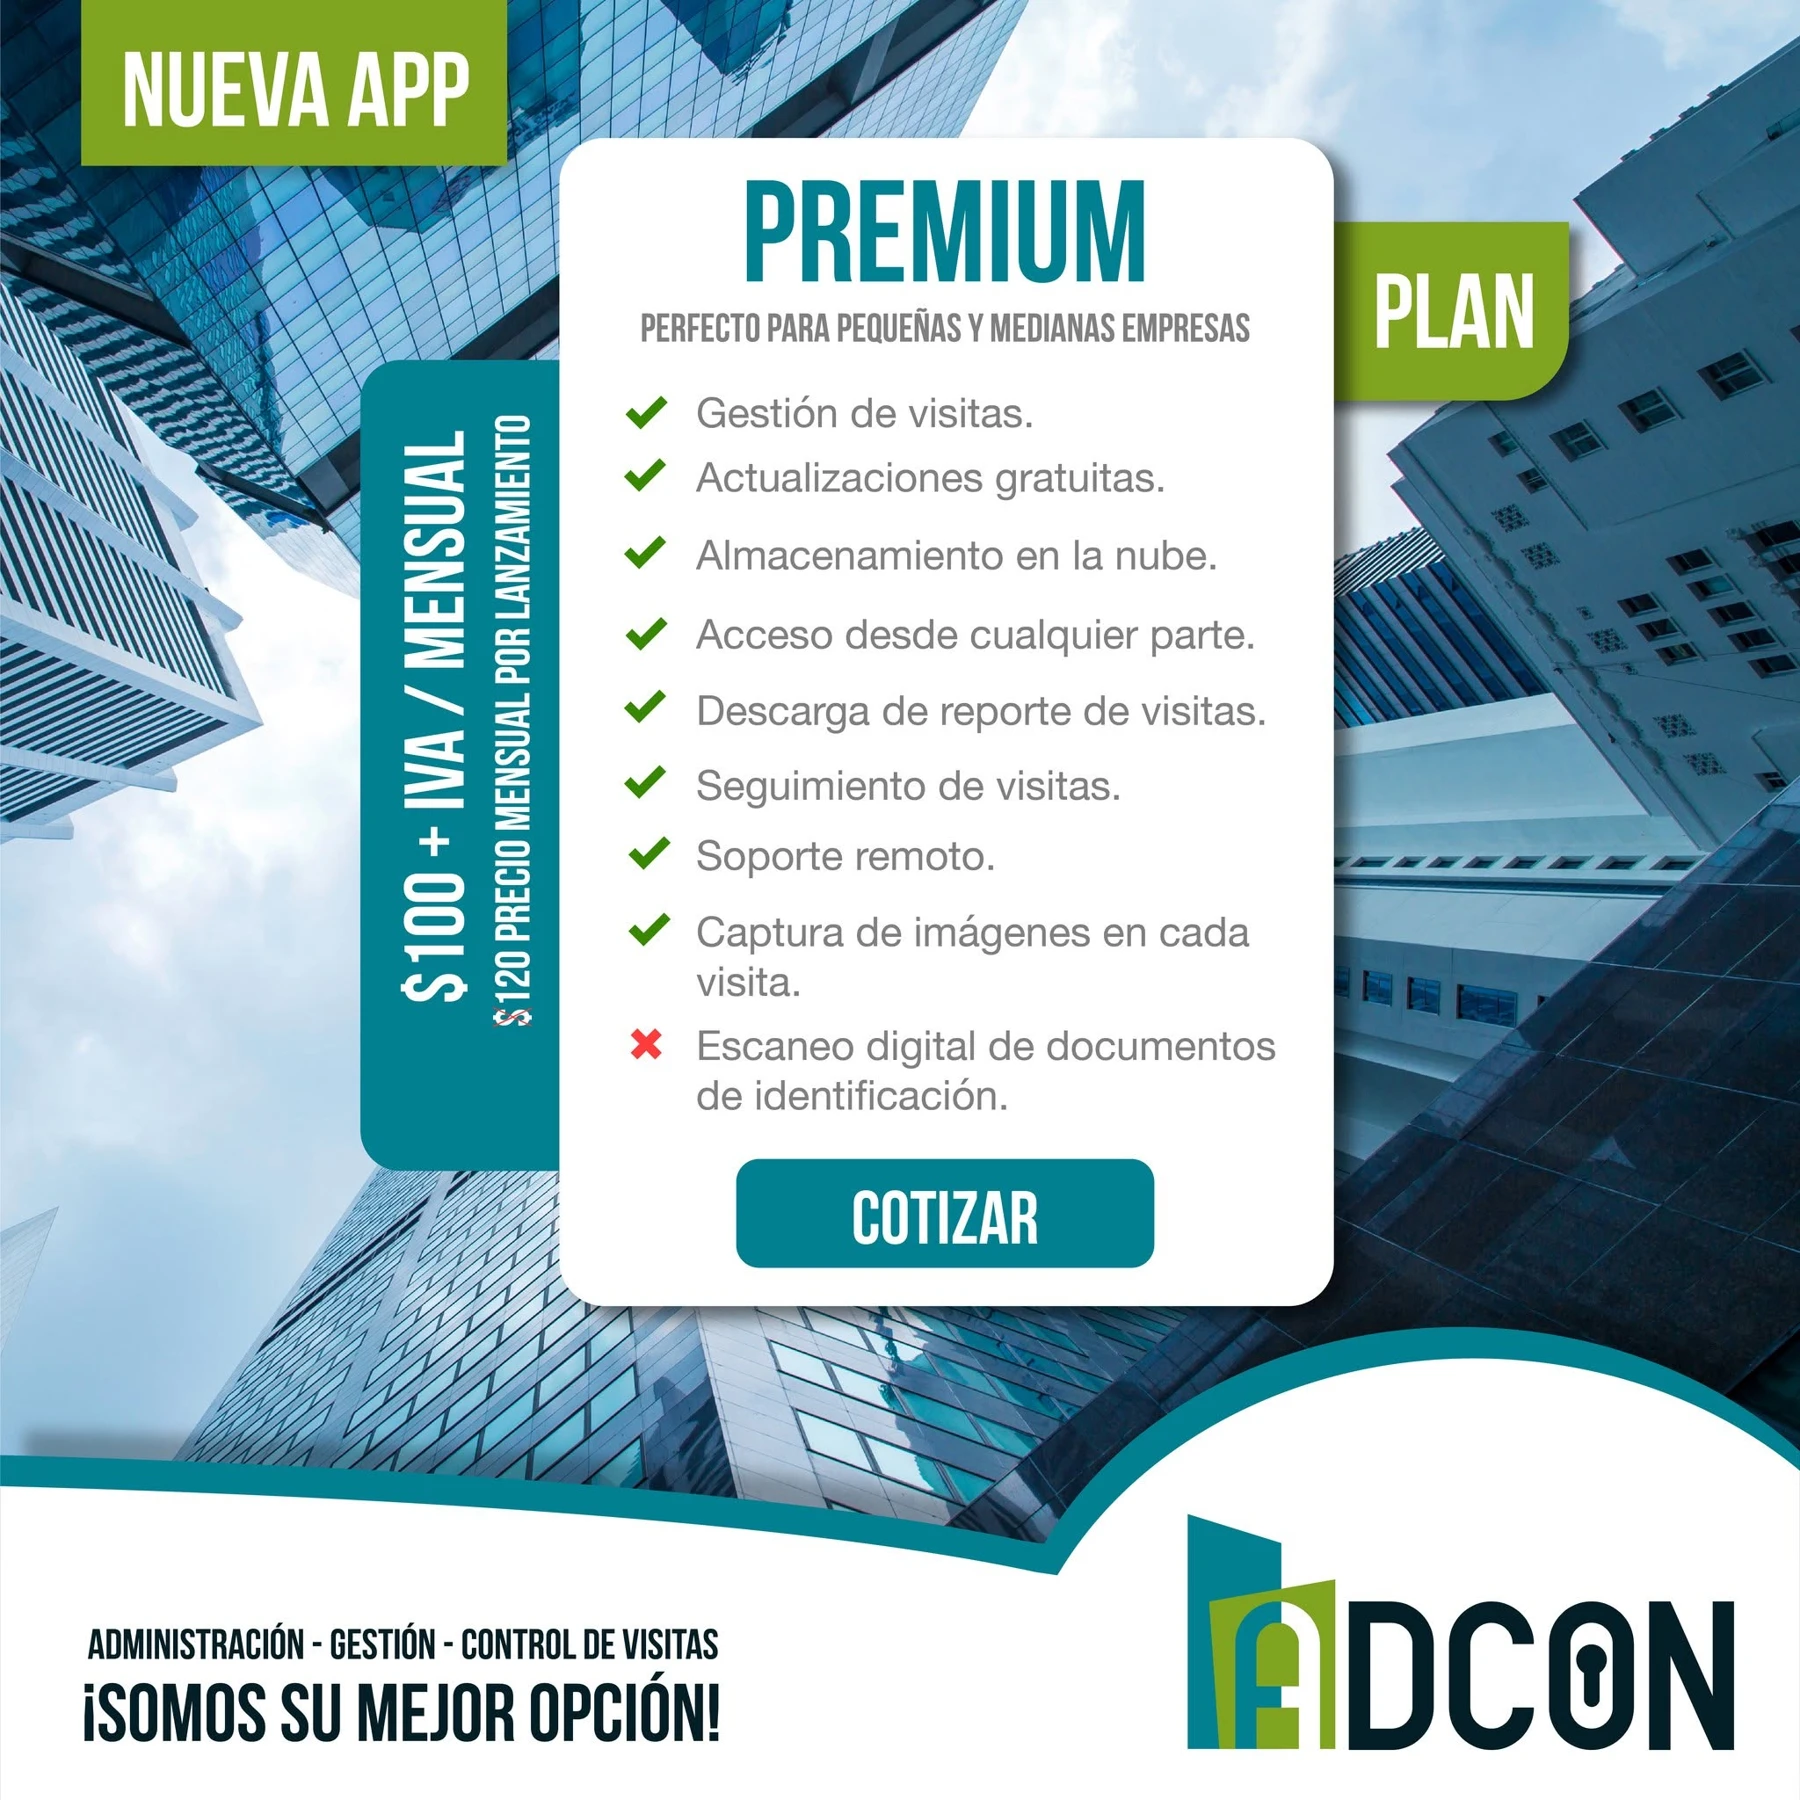 NUEVA APP
PREMIUM
PLAN
PERFECTO PARA PEQUEÑAS Y MEDIANAS EMPRESAS
$100 + IVA / MENSUAL
$120 PRECIO MENSUAL POR LANZAMIENTO
Gestión de visitas.
Actualizaciones gratuitas.
Almacenamiento en la nube.
Acceso desde cualquier parte.
Descarga de reporte de visitas.
Seguimiento de visitas.
Soporte remoto.
Captura de imágenes en cada
visita.
Escaneo digital de documentos
de identificación.
COTIZAR
ADMINISTRACIÓN - GESTIÓN - CONTROL DE VISITAS
¡SOMOS SU MEJOR OPCIÓN!
ADCON